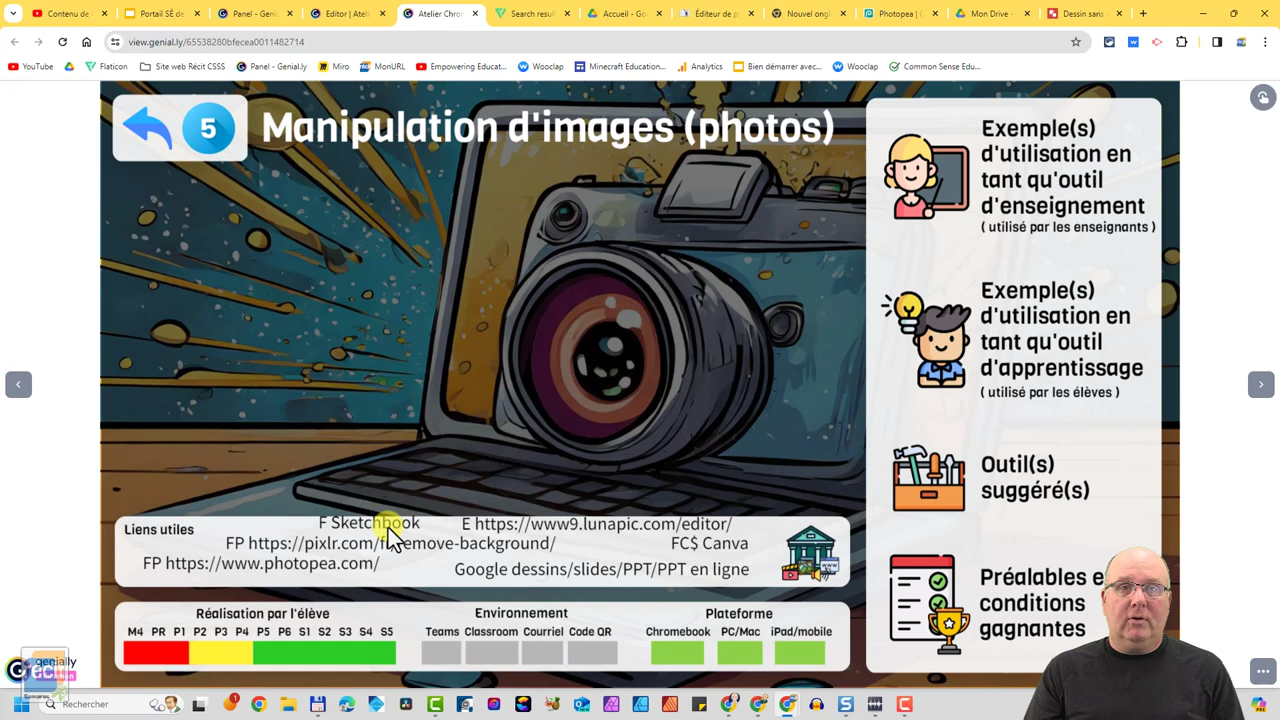 Contenu de l
Portail SÉ de
Panel - Geni
Editor | Atelie
Atelier Chro
Search resul
Accueil - Goo
Éditeur de p
Nouvel ongl
Photopea | C
Mon Drive -
Dessin sans
view.genial.ly/65538280bfecea0011482714
YouTube
Flaticon
Site web Récit CSSS
Panel - Genial.ly
Miro
MonURL
Empowering Educat...
Wooclap
Minecraft Education...
Analytics
Bien démarrer avec...
Wooclap
Common Sense Edu...
5
Manipulation d'images (photos)
Exemple(s)
d'utilisation en
tant qu'outil
d'enseignement
( utilisé par les enseignants )
Exemple(s)
d'utilisation en
tant qu'outil
d'apprentissage
( utilisé par les élèves )
Outil(s)
suggéré(s)
Préalables e
conditions
gagnantes
Liens utiles
F Sketchbook
E https://www9.lunapic.com/editor/
FP https://pixlr.com/fr/remove-background/
FC$ Canva
FP https://www.photopea.com/
Google dessins/slides/PPT/PPT en ligne
Réalisation par l'élève
Environnement
Plateforme
M4 PR P1 P2 P3 P4 P5 P6 S1 S2 S3 S4 S5
Teams Classroom Courriel Code QR
Chromebook PC/Mac iPad/mobile
genially
Rechercher